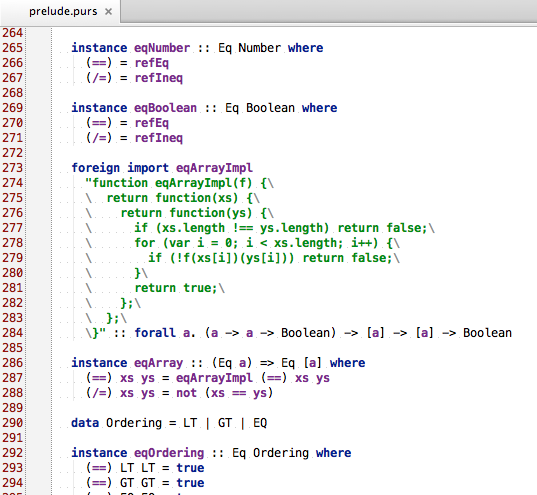 prelude.purs ×
264
265 instance eqNumber :: Eq Number where
266 (==) = refEq
267 (/=) = refIneq
268
269 instance eqBoolean :: Eq Boolean where
270 (==) = refEq
271 (/=) = refIneq
272
273 foreign import eqArrayImpl
274 "function eqArrayImpl(f) {\
275 \ return function(xs) {\
276 \ return function(ys) {\
277 \ if (xs.length !== ys.length) return false;\
278 \ for (var i = 0; i < xs.length; i++) {\
279 \ if (!f(xs[i])(ys[i])) return false;\
280 \ }\
281 \ return true;\
282 \ };\
283 \ };\
284 \}" :: forall a. (a -> a -> Boolean) -> [a] -> [a] -> Boolean
285
286 instance eqArray :: (Eq a) => Eq [a] where
287 (==) xs ys = eqArrayImpl (==) xs ys
288 (/=) xs ys = not (xs == ys)
289
290 data Ordering = LT | GT | EQ
291
292 instance eqOrdering :: Eq Ordering where
293 (==) LT LT = true
294 (==) GT GT = true